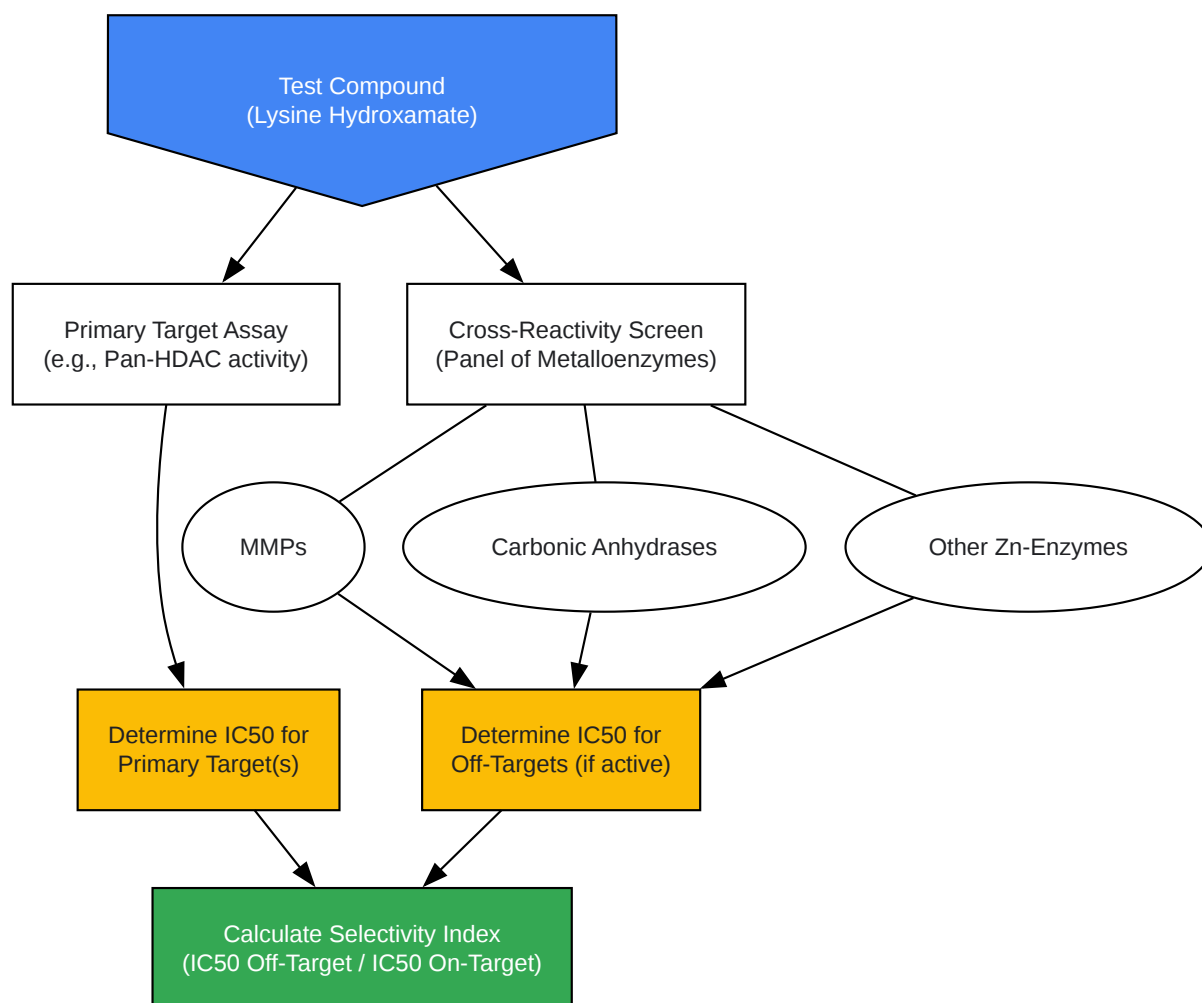 Test Compound
(Lysine Hydroxamate)
Primary Target Assay
(e.g., Pan-HDAC activity)
Cross-Reactivity Screen
(Panel of Metalloenzymes)
MMPs
Carbonic Anhydrases
Other Zn-Enzymes
Determine IC50 for
Primary Target(s)
Determine IC50 for
Off-Targets (if active)
Calculate Selectivity Index
(IC50 Off-Target / IC50 On-Target)